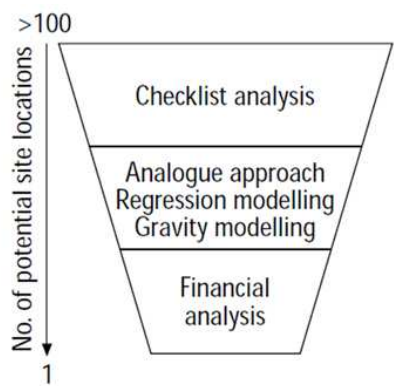 >100
No. of potential site locations
Checklist analysis
Analogue approach
Regression modelling
Gravity modelling
Financial
analysis
1